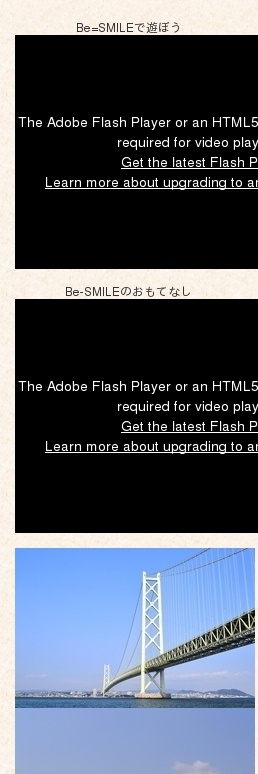 Be=SMILEで遊ぼう
The Adobe Flash Player or an HTML5
required for video play
Get the latest Flash P
Learn more about upgrading to a
Be-SMILEのおもてなし
The Adobe Flash Player or an HTML5
required for video play
Get the latest Flash P
Learn more about upgrading to a